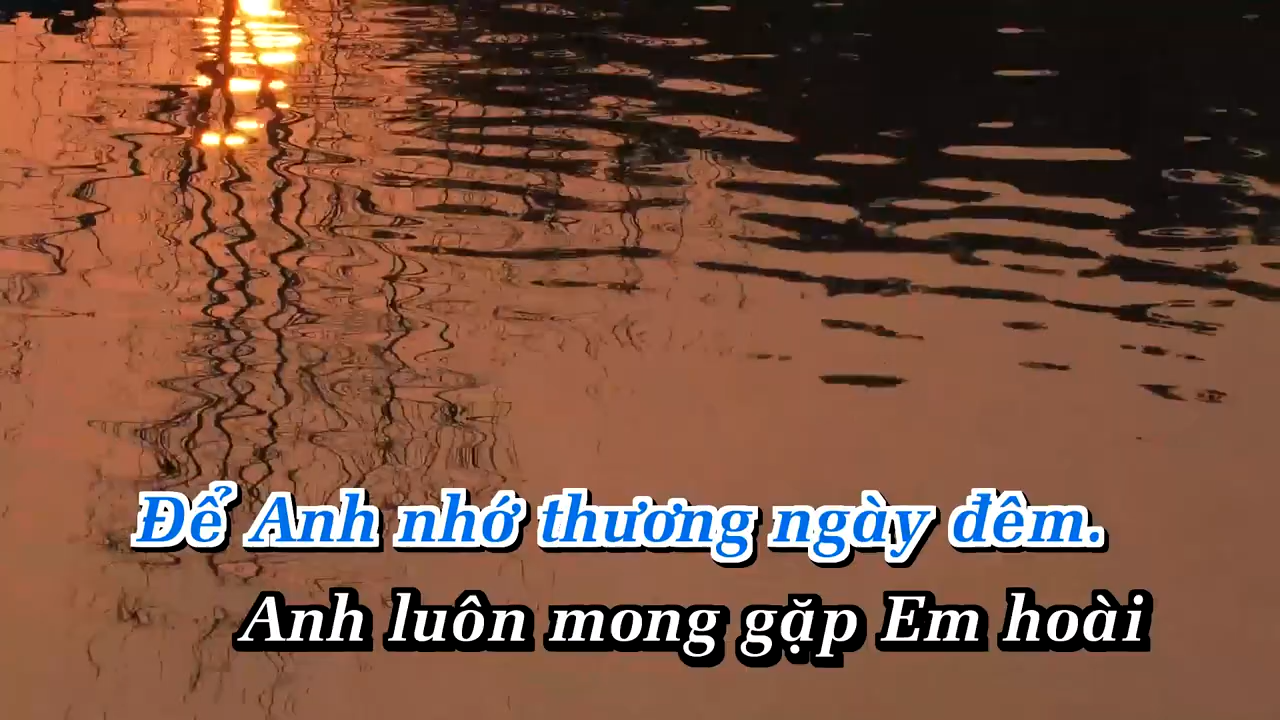 Để Anh nhớ thương ngày đêm.
Anh luôn mong gặp Em hoài